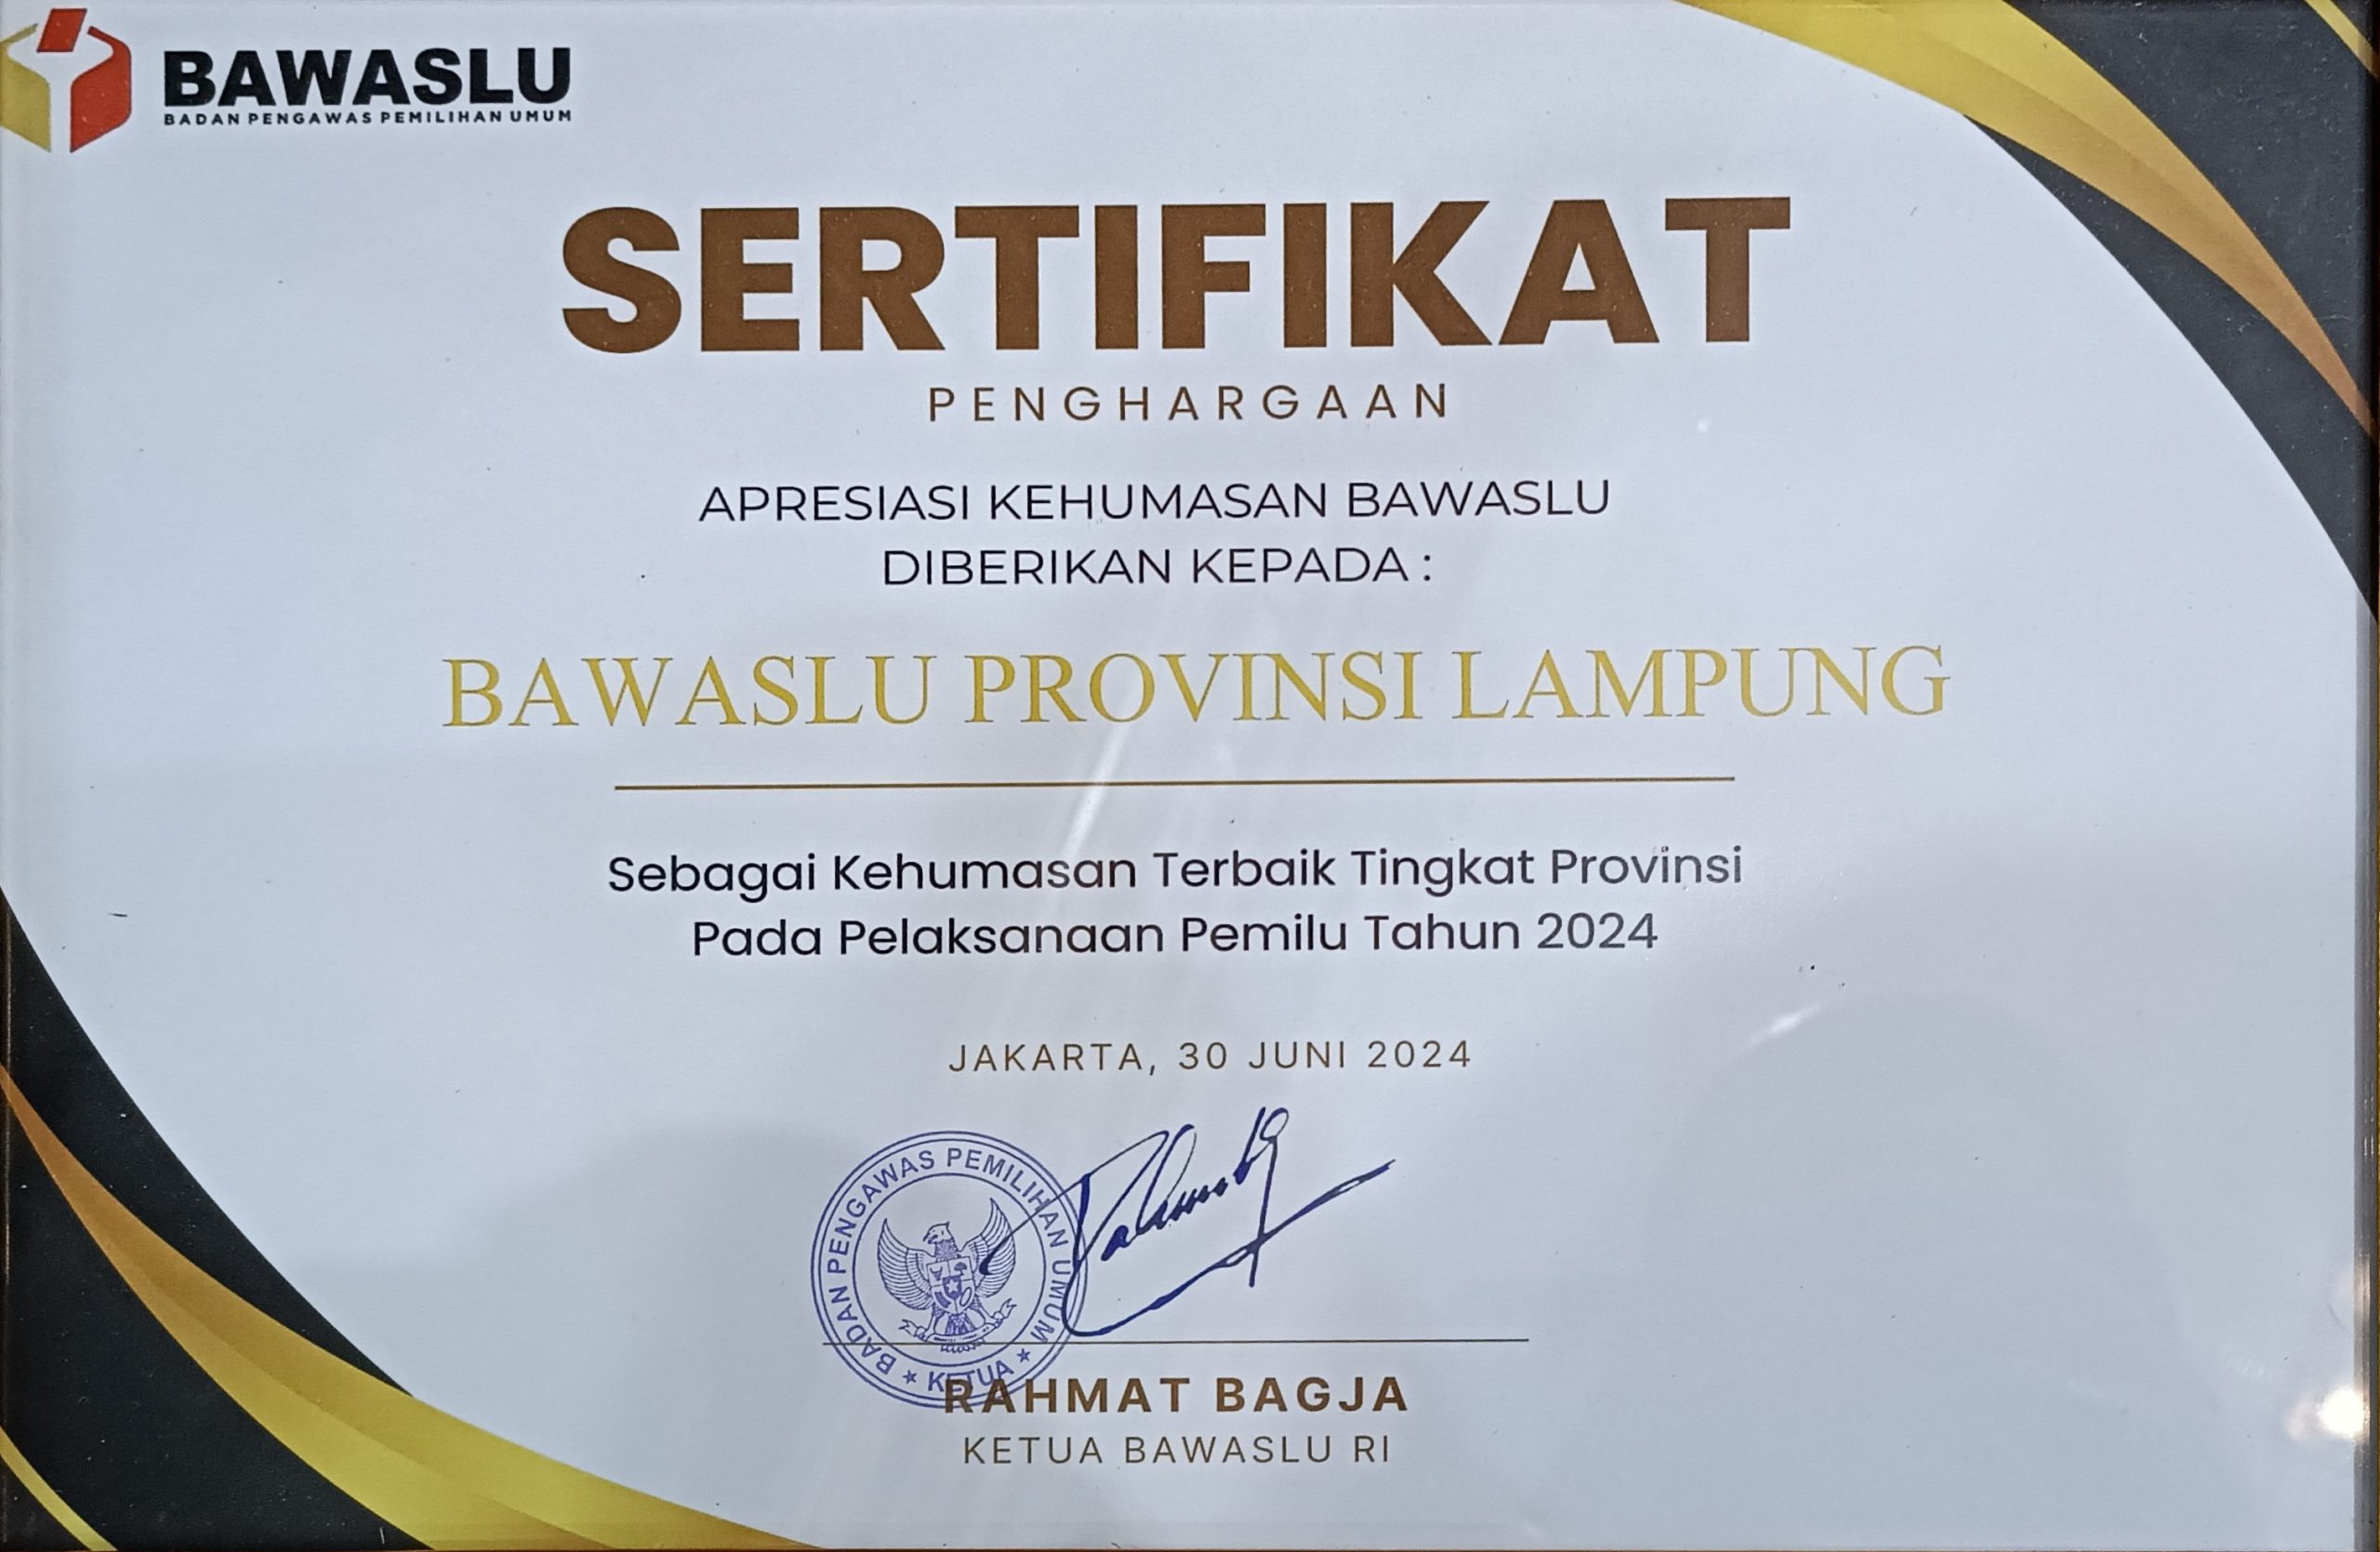 BAWASLU
BADAN PENGAWAS PEMILIHAN UMUM
SERTIFIKAT
PENGHARGAAN
APRESIASI KEHUMASAN BAWASLU
DIBERIKAN KEPADA :
BAWASLU PROVINSI LAMPUNG
Sebagai Kehumasan Terbaik Tingkat Provinsi
Pada Pelaksanaan Pemilu Tahun 2024
JAKARTA, 30 JUNI 2024
BADAN PENGAWAS PEMILIHAN UMUM
KETUA
RAHMAT BAGJA
KETUA BAWASLU RI